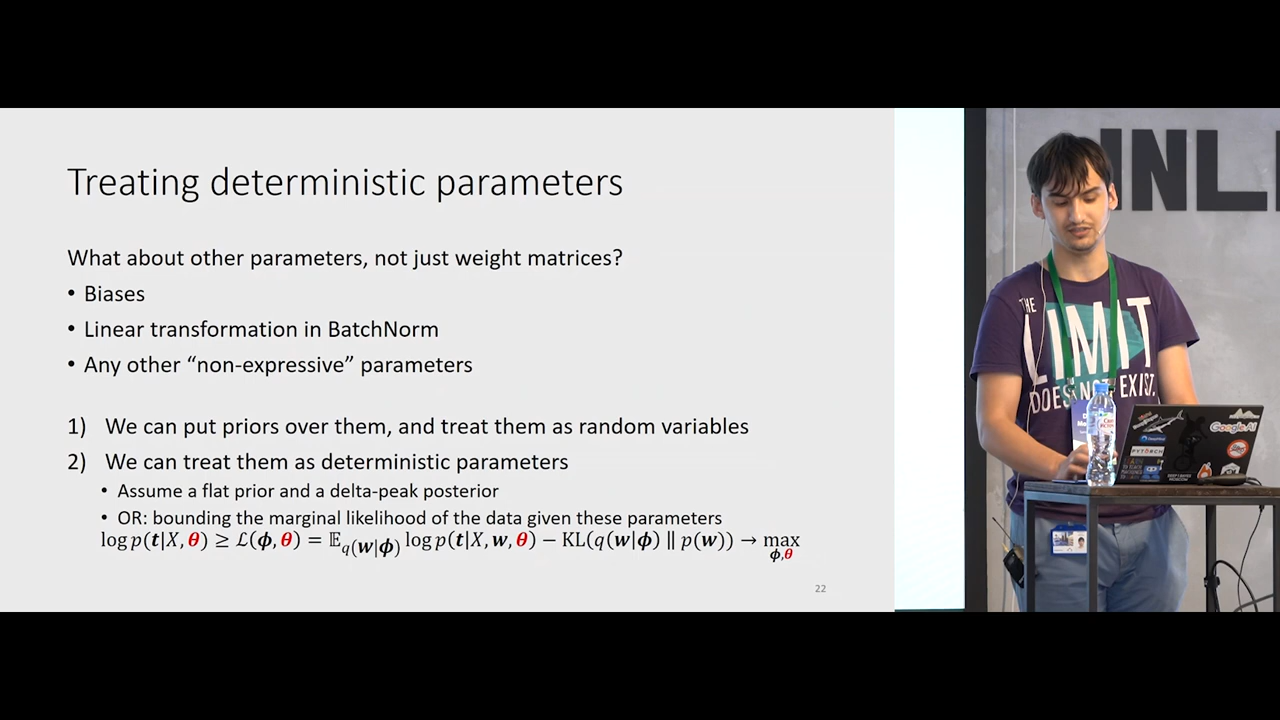 Treating deterministic parameters
What about other parameters, not just weight matrices?
• Biases
• Linear transformation in BatchNorm
• Any other “non-expressive” parameters
1) We can put priors over them, and treat them as random variables
2) We can treat them as deterministic parameters
• Assume a flat prior and a delta-peak posterior
• OR: bounding the marginal likelihood of the data given these parameters
log p(t|X, θ) ≥ ℒ(ϕ, θ) = 𝔼_q(w|ϕ) log p(t|X, w, θ) − KL(q(w|ϕ) ∥ p(w)) → max_ϕ,θ
22
INL
THE
LIMIT
DOES NOT EXIST.
Google AI
PYTORCH